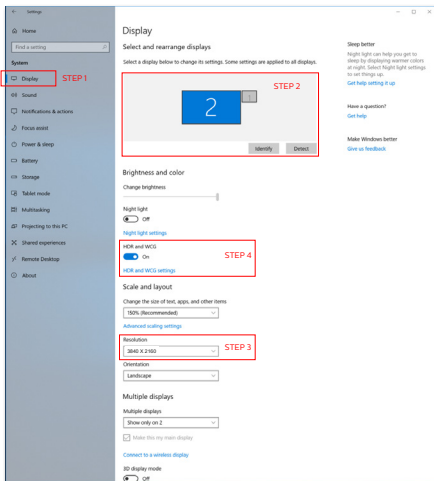 Settings
Home
Find a setting
System
Display
STEP 1
Sound
Notifications & actions
Focus assist
Power & sleep
Battery
Storage
Tablet mode
Multitasking
Projecting to this PC
Shared experiences
Remote Desktop
About
Display
Select and rearrange displays
Select a display below to change its settings. Some settings are applied to all displays.
STEP 2
2
1
Identify
Detect
Brightness and color
Change brightness
Night light
Off
Night light settings
HDR and WCG
On
STEP 4
HDR and WCG settings
Scale and layout
Change the size of text, apps, and other items
150% (Recommended)
Advanced scaling settings
Resolution
3840 X 2160
STEP 3
Orientation
Landscape
Multiple displays
Multiple displays
Show only on 2
Make this my main display
Connect to a wireless display
3D display mode
Off
Sleep better
Night light can help you get to
sleep by displaying warmer colors
at night. Select Night light settings
to set things up.
Get help setting it up
Have a question?
Get help
Make Windows better
Give us feedback